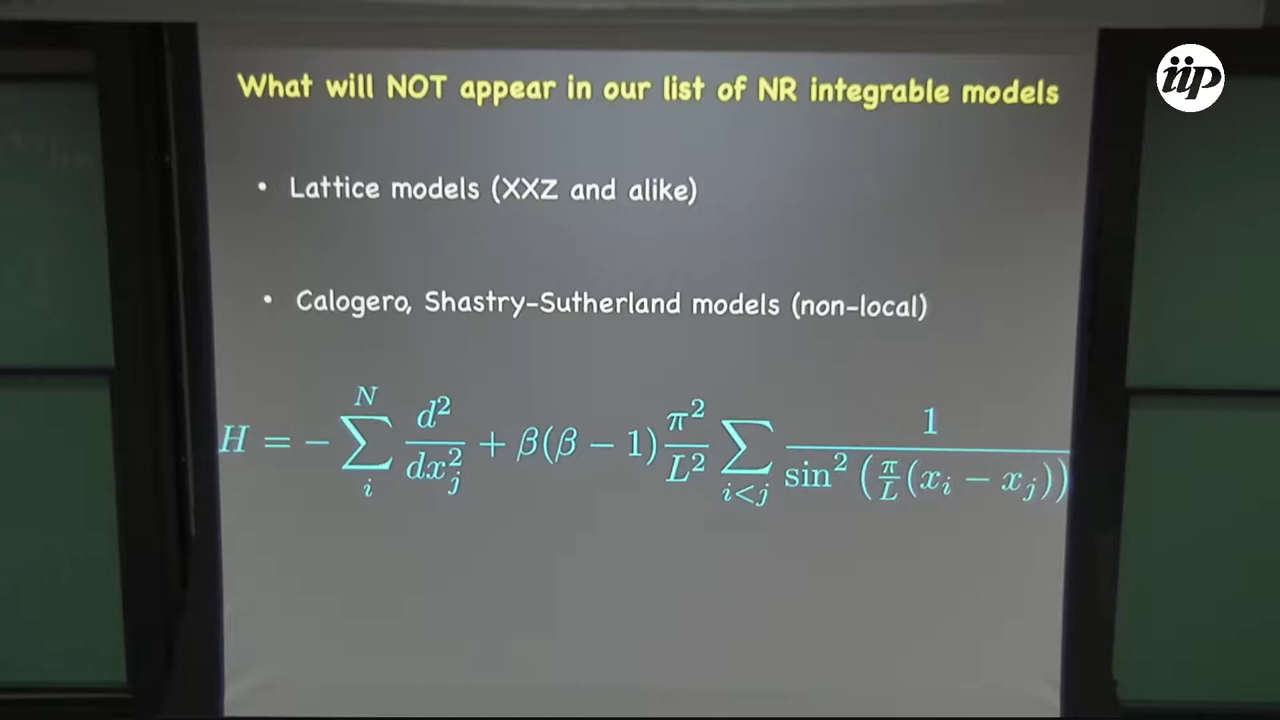 iip
What will NOT appear in our list of NR integrable models
• Lattice models (XXZ and alike)
• Calogero, Shastry-Sutherland models (non-local)
H = - \sum_{i}^{N} \frac{d^2}{dx_j^2} + \beta(\beta - 1) \frac{\pi^2}{L^2} \sum_{i<j} \frac{1}{\sin^2 \left( \frac{\pi}{L} (x_i - x_j) \right)}